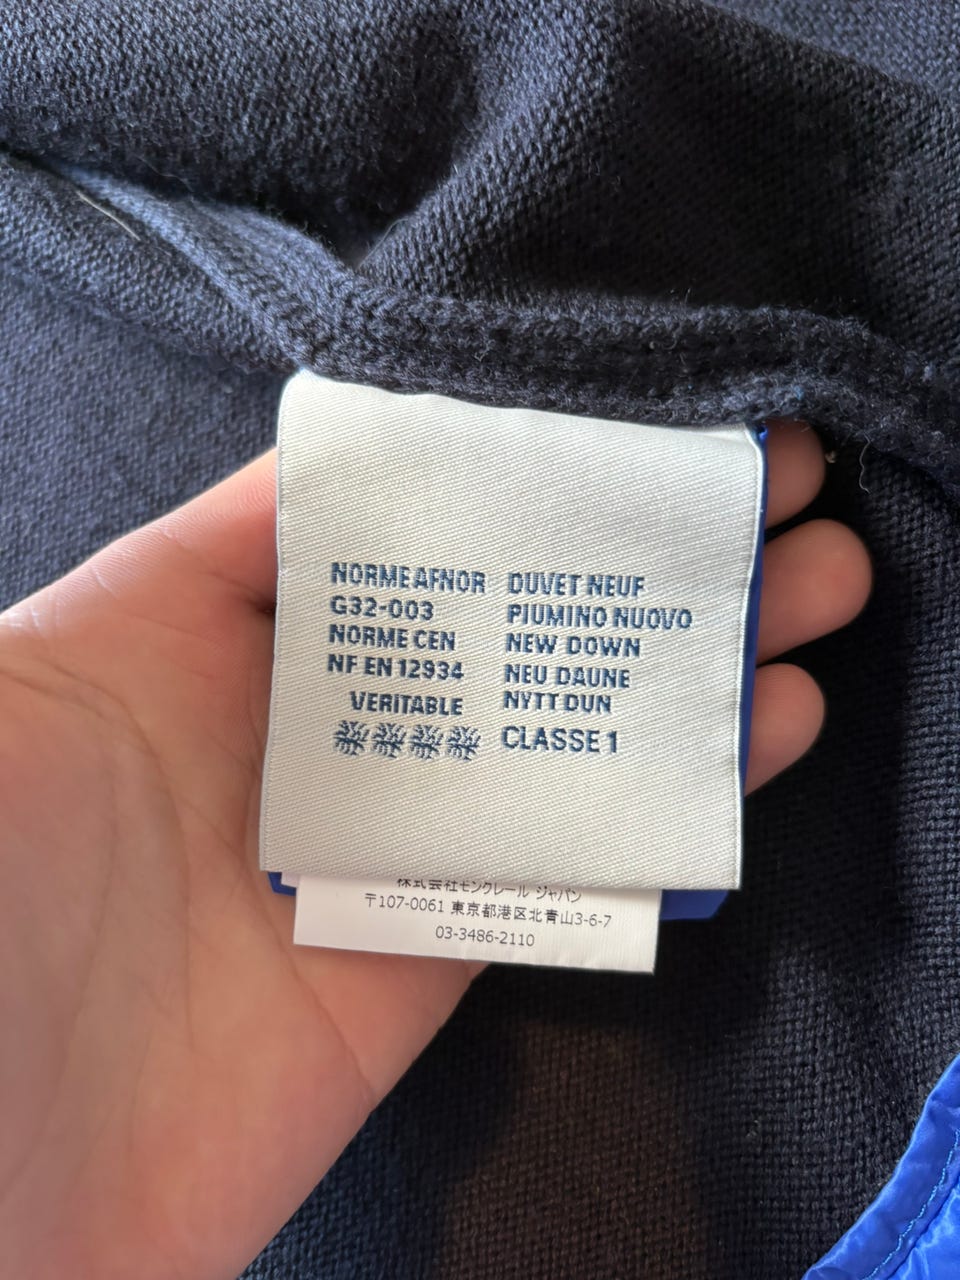 NORME AFNOR
G32-003
NORME CEN
NF EN 12934
VERITABLE
DUVET NEUF
PIUMINO NUOVO
NEW DOWN
NEU DAUNE
NYTT DUN
CLASSE 1
株式会社モンクレール ジャパン
〒107-0061 東京都港区北青山3-6-7
03-3486-2110